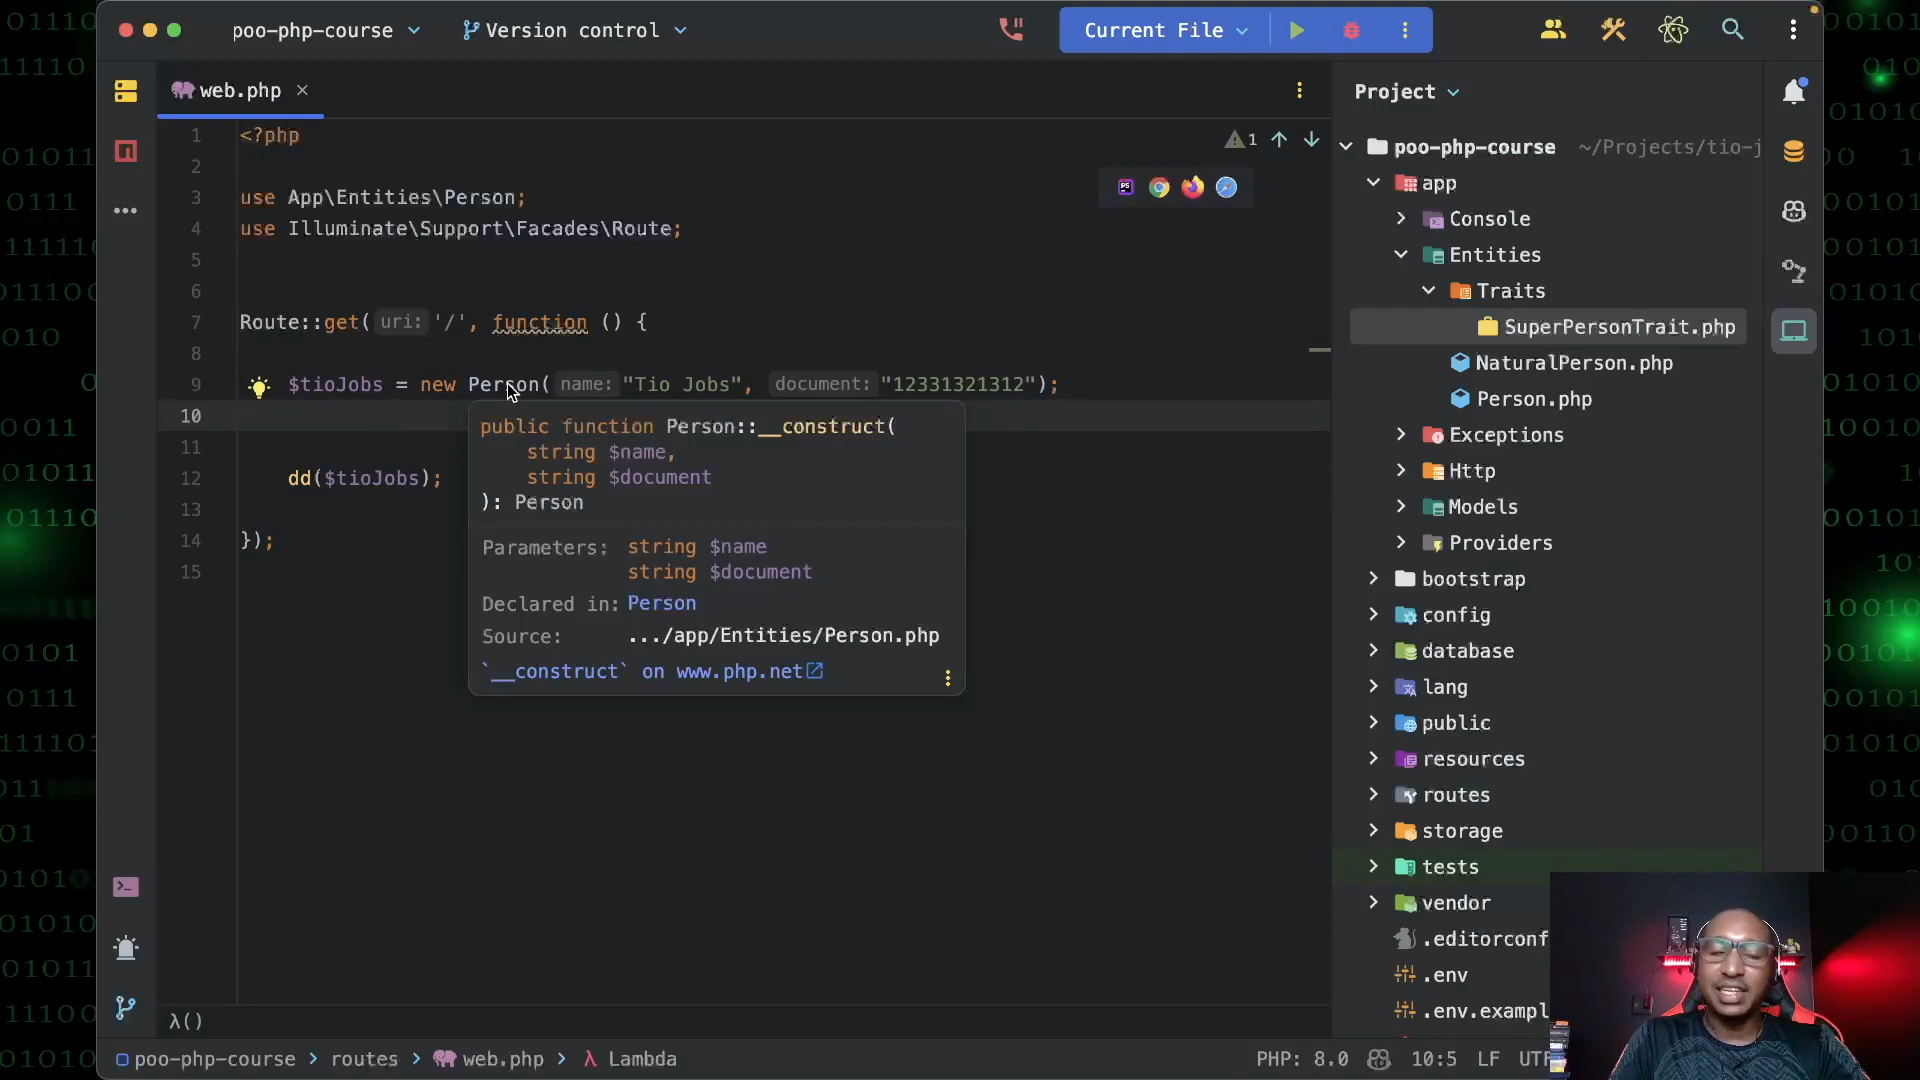 poo-php-course
Version control
Current File
web.php
Project
1 <?php
2
3 use App\Entities\Person;
4 use Illuminate\Support\Facades\Route;
5
6
7 Route::get( uri: '/', function () {
8
9 $tioJobs = new Person( name: "Tio Jobs", document: "12331321312");
10
11
12 dd($tioJobs);
13
14 });
15
1
public function Person::__construct(
string $name,
string $document
): Person
Parameters: string $name
string $document
Declared in: Person
Source: .../app/Entities/Person.php
`__construct` on www.php.net
poo-php-course ~/Projects/tio-j
app
Console
Entities
Traits
SuperPersonTrait.php
NaturalPerson.php
Person.php
Exceptions
Http
Models
Providers
bootstrap
config
database
lang
public
resources
routes
storage
tests
vendor
.editorconf
.env
.env.exampl
λ()
poo-php-course > routes > web.php > λ Lambda
PHP: 8.0 10:5 LF UTF